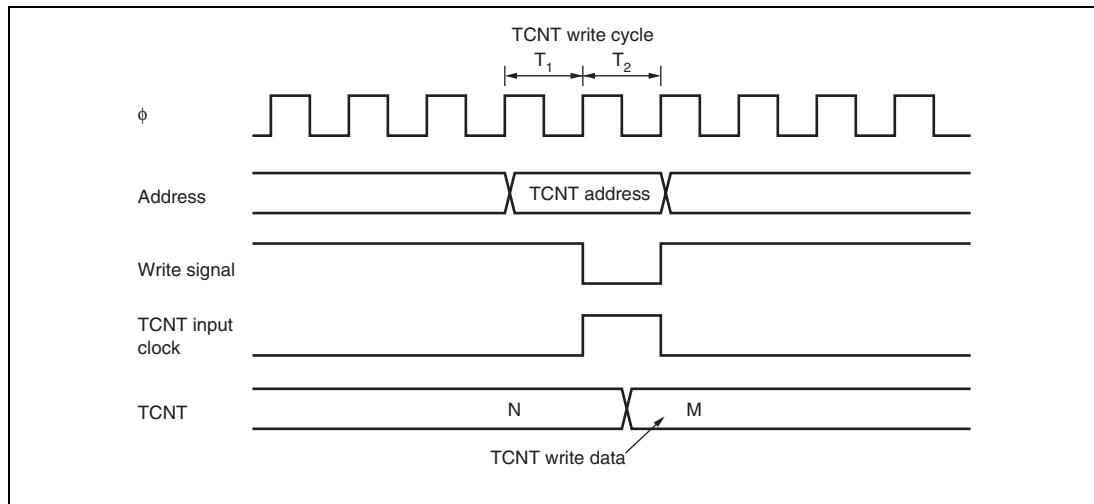 TCNT write cycle
T1 T2
ϕ
Address
TCNT address
Write signal
TCNT input
clock
TCNT
N
M
TCNT write data